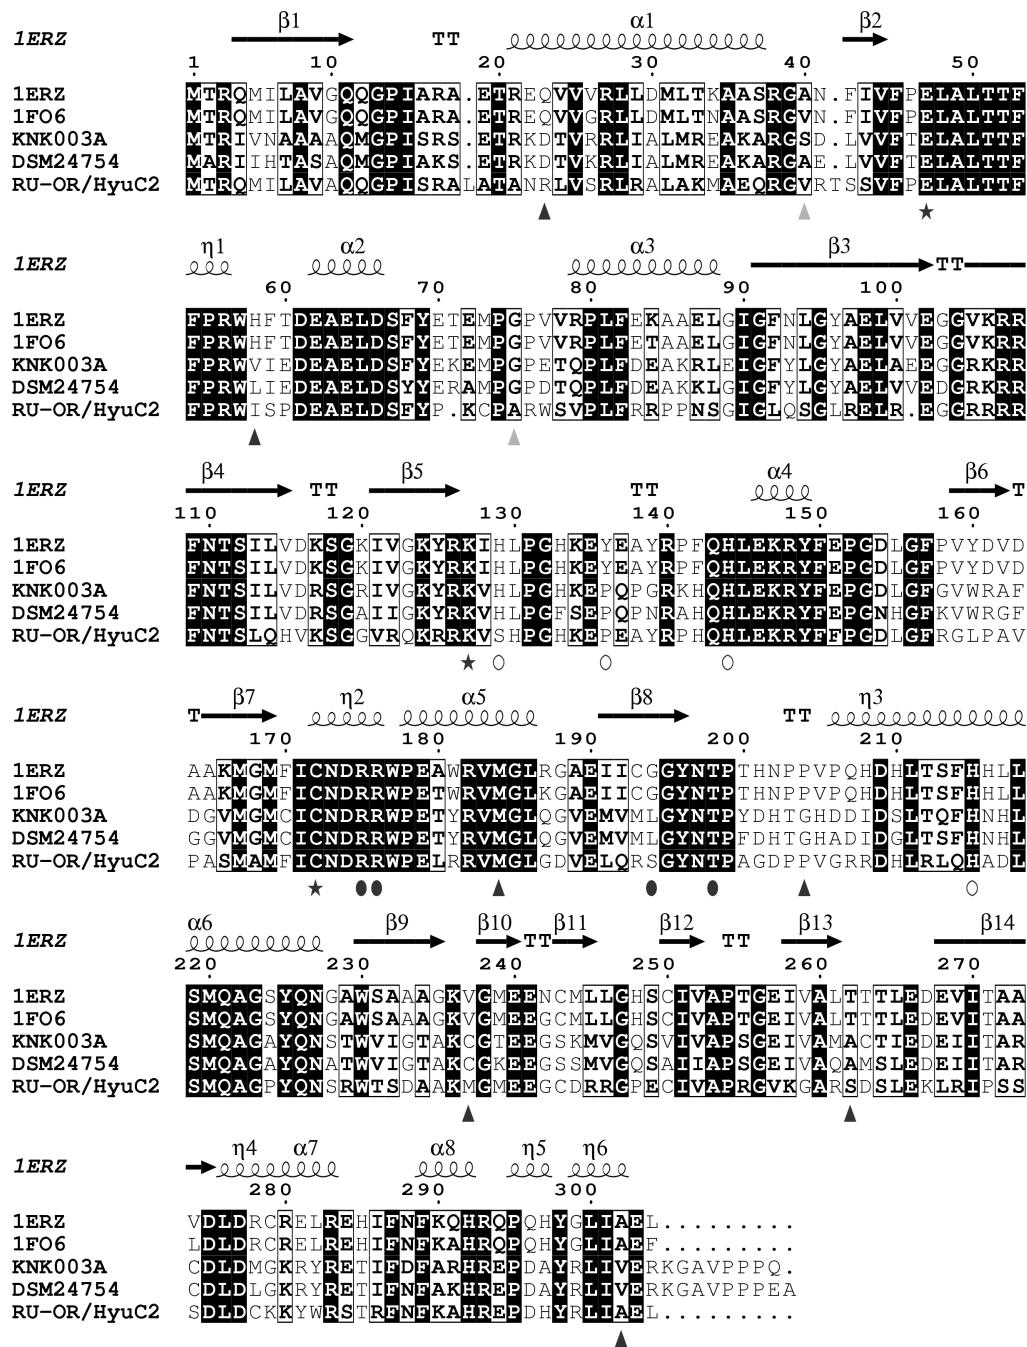 β1 α1 β2
1ERZ TT
1 10 20 30 40 50
1ERZ MTRQMILAVGQQGPIARA.ETREQVVVRLLDMLTKAASRGAN.FIVFPELALTTF
1FO6 MTRQMILAVGQQGPIARA.ETREQVVGRLLDMLTNAASRGVN.FIVFPELALTTF
KNK003A MTRIVNAAAAQMGPISRS.ETRKDTVRRLIALMREAKARGSD.LVVFTELALTTF
DSM24754 MARIIHTASAQMGPIAKS.ETRKDTVKRLIALMREAKARGAE.LVVFTELALTTF
RU-OR/HyuC2 MTRQMILAVAQQGPISRALATANRLVSRLRALAKMAEQRGVRTSSVFPELALTTF
η1 α2 α3 β3
1ERZ TT
60 70 80 90 100
1ERZ FPRWHFTDEAELDSFYETEMPGPVVRPLFEKAAELGIGFNLGYAELVVEGGVKRR
1FO6 FPRWHFTDEAELDSFYETEMPGPVVRPLFETAAELGIGFNLGYAELVVEGGVKRR
KNK003A FPRWVIEDEAELDSFYEKEMPGPETQPLFDEAKRLEIGFYLGYAELAEEGGRKRR
DSM24754 FPRWLIEDEAELDSYYERAMPGPDTQPLFDEAKKLGIGFYLGYAELVVEDGRKRR
RU-OR/HyuC2 FPRWISPDEAELDSFYP.KCPARWSVPLFRRPPNSGIGLQSGLRELR.EGGRRRR
β4 β5 α4 β6
1ERZ TT TT T
110 120 130 140 150 160
1ERZ FNTSILVDKSGKIVGKYRKIHLPGHKEYEAYRPFQHLEKRYFEPGDLGFPVYDVD
1FO6 FNTSILVDKSGKIVGKYRKIHLPGHKEYEAYRPFQHLEKRYFEPGDLGFPVYDVD
KNK003A FNTSILVDRSGRIVGKYRKVHLPGHKEPQPGRKHQHLEKRYFEPGDLGFGVWRAF
DSM24754 FNTSILVDRSGAIIGKYRKVHLPGFSEPQPNRAHQHLEKRYFEPGNHGFKVWRGF
RU-OR/HyuC2 FNTSLQHVKSGGVRQKRRKVSHPGHKEPEAYRPHQHLEKRYFFPGDLGFRGLPAV
β7 η2 α5 β8 η3
1ERZ T TT
170 180 190 200 210
1ERZ AAKMGMFICNDRRWPEAWRVMGLRGAEIICGGYNTPTHNPPVPQHDHLTSFHHLL
1FO6 AAKMGMFICNDRRWPETWRVMGLKGAEIICGGYNTPTHNPPVPQHDHLTSFHHLL
KNK003A DGVMGMCICNDRRWPETYRVMGLQGVEMVMLGYNTPFDHTGHDDIDSLTQFHNHL
DSM24754 GGVMGMCICNDRRWPETYRVMGLQGVEMVMLGYNTPFDHTGHADIDGLTSFHNHL
RU-OR/HyuC2 PASMAMFICNDRRWPELRRVMGLGDVELQRSGYNTPAGDPPVGRRDHLRLQHADL
α6 β9 β10 β11 β12 β13 β14
1ERZ TT TT
220 230 240 250 260 270
1ERZ SMQAGSYQNGAWSAAAGKVGMEENCMLLGHSCIVAPTGEIVALTTTLEDEVITAA
1FO6 SMQAGSYQNGAWSAAAGKVGMEEGCMLLGHSCIVAPTGEIVALTTTLEDEVITAA
KNK003A SMQAGAYQNSTWVIGTAKCGTEEGSKMVGQSVIVAPSGEIVAMACTIEDEIITAR
DSM24754 SMQAGAYQNATWVIGTAKCGKEEGSSMVGQSAIIAPSGEIVAQAMSLEDEIITAR
RU-OR/HyuC2 SMQAGPYQNSRWTSDAAKMGMEEGCDRRGPECIVAPRGVKGARSDMSLEKLRIPSS
η4 α7 α8 η5 η6
1ERZ
280 290 300
1ERZ VDLDRCRELREHIFNFKQHRQPQHYGLIAEL.........
1FO6 LDLDRCRELREHIFNFKAHRQPQHYGLIAEF.........
KNK003A CDLDMGKRYRETIFDFARHREPDAYRLIVERKGAVPPPQ.
DSM24754 CDLDLGKRYRETIFNFVRHREPDAYRLIVERKGAVPPPEA
RU-OR/HyuC2 SDLDCKKYWRSTRFNFKAHREPDHYRLIAEL.........